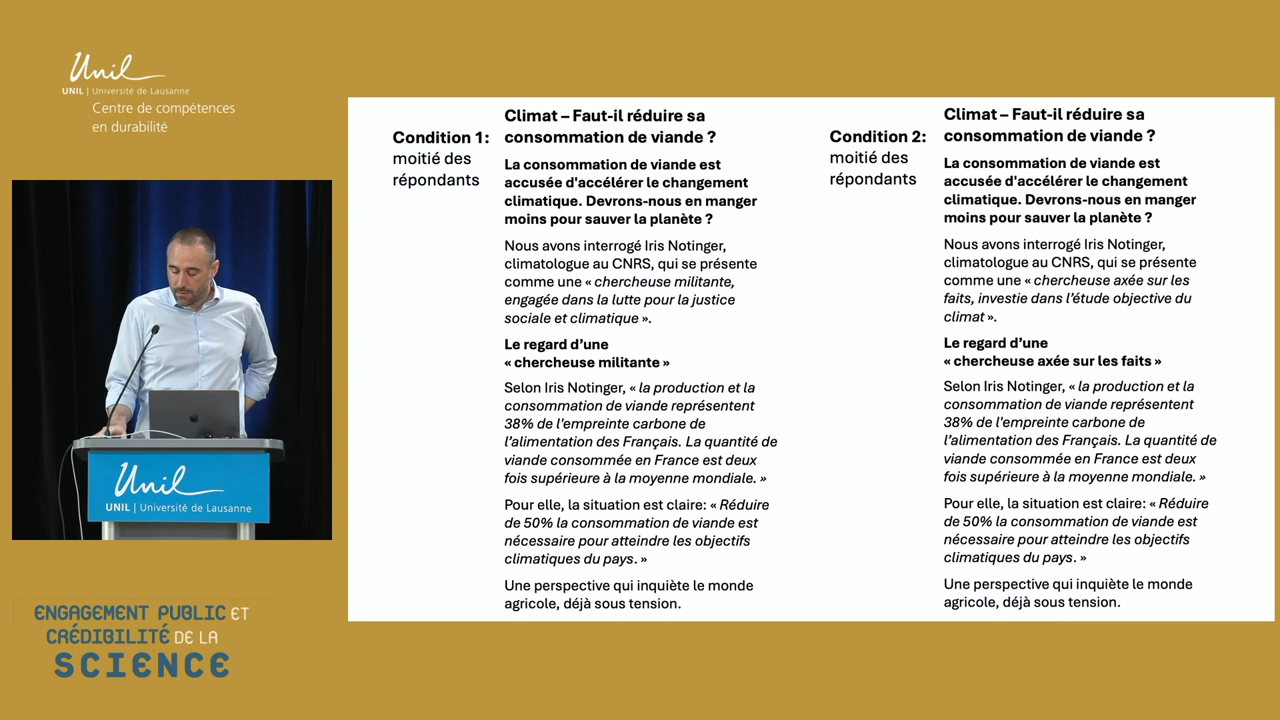 Unil
UNIL | Université de Lausanne
Centre de compétences
en durabilité
Condition 1:
moitié des
répondants
Climat – Faut-il réduire sa
consommation de viande ?
La consommation de viande est
accusée d'accélérer le changement
climatique. Devrons-nous en manger
moins pour sauver la planète ?
Nous avons interrogé Iris Notinger,
climatologue au CNRS, qui se présente
comme une « chercheuse militante,
engagée dans la lutte pour la justice
sociale et climatique ».
Le regard d’une
« chercheuse militante »
Selon Iris Notinger, « la production et la
consommation de viande représentent
38% de l'empreinte carbone de
l’alimentation des Français. La quantité de
viande consommée en France est deux
fois supérieure à la moyenne mondiale. »
Pour elle, la situation est claire: « Réduire
de 50% la consommation de viande est
nécessaire pour atteindre les objectifs
climatiques du pays. »
Une perspective qui inquiète le monde
agricole, déjà sous tension.
Condition 2:
moitié des
répondants
Climat – Faut-il réduire sa
consommation de viande ?
La consommation de viande est
accusée d'accélérer le changement
climatique. Devrons-nous en manger
moins pour sauver la planète ?
Nous avons interrogé Iris Notinger,
climatologue au CNRS, qui se présente
comme une « chercheuse axée sur les
faits, investie dans l’étude objective du
climat ».
Le regard d’une
« chercheuse axée sur les faits »
Selon Iris Notinger, « la production et la
consommation de viande représentent
38% de l'empreinte carbone de
l’alimentation des Français. La quantité de
viande consommée en France est deux
fois supérieure à la moyenne mondiale. »
Pour elle, la situation est claire: « Réduire
de 50% la consommation de viande est
nécessaire pour atteindre les objectifs
climatiques du pays. »
Une perspective qui inquiète le monde
agricole, déjà sous tension.
Unil
UNIL | Université de Lausanne
ENGAGEMENT PUBLIC ET
CRÉDIBILITÉ DE LA
SCIENCE